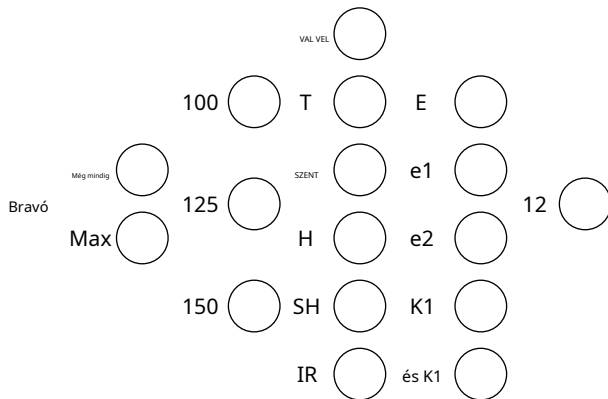 VAL VEL
100 T E
Még mindig SZENT e1
Bravó 125 12
Max H e2
150 SH K1
IR és K1